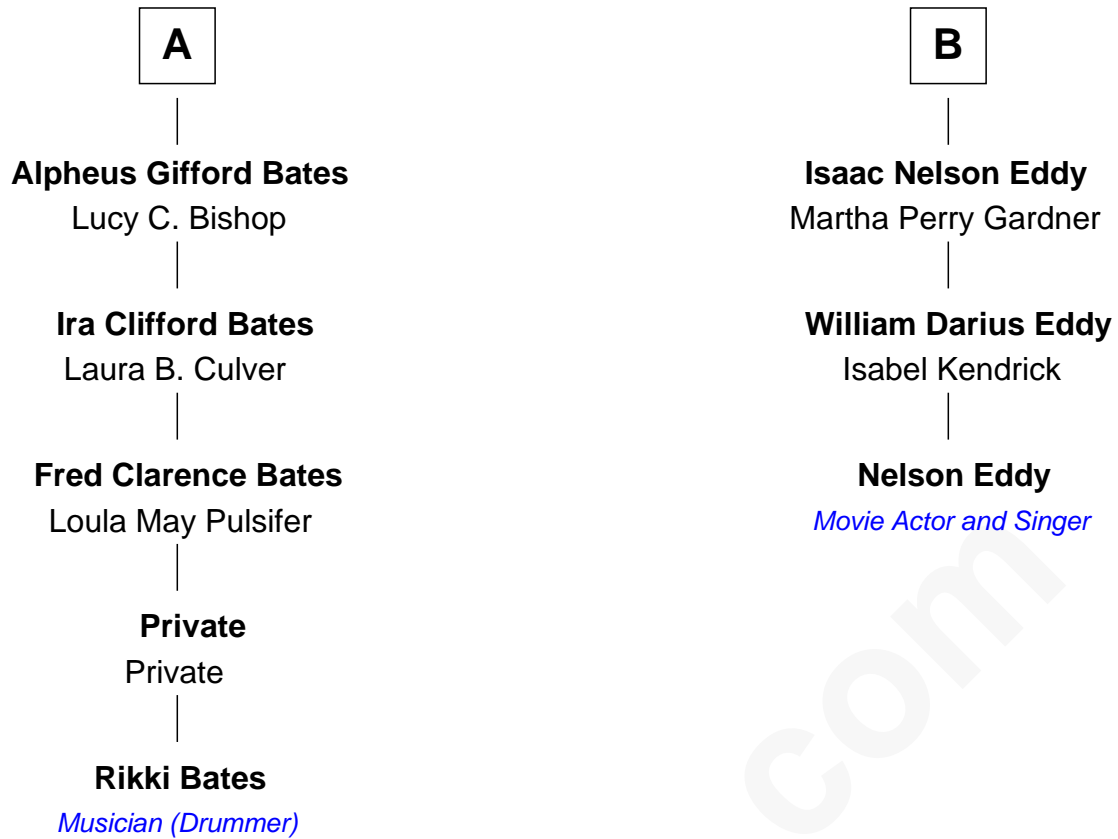 A
Alpheus Gifford Bates
Lucy C. Bishop
Ira Clifford Bates
Laura B. Culver
Fred Clarence Bates
Loula May Pulsifer
Private
Private
Rikki Bates
Musician (Drummer)
B
Isaac Nelson Eddy
Martha Perry Gardner
William Darius Eddy
Isabel Kendrick
Nelson Eddy
Movie Actor and Singer
com